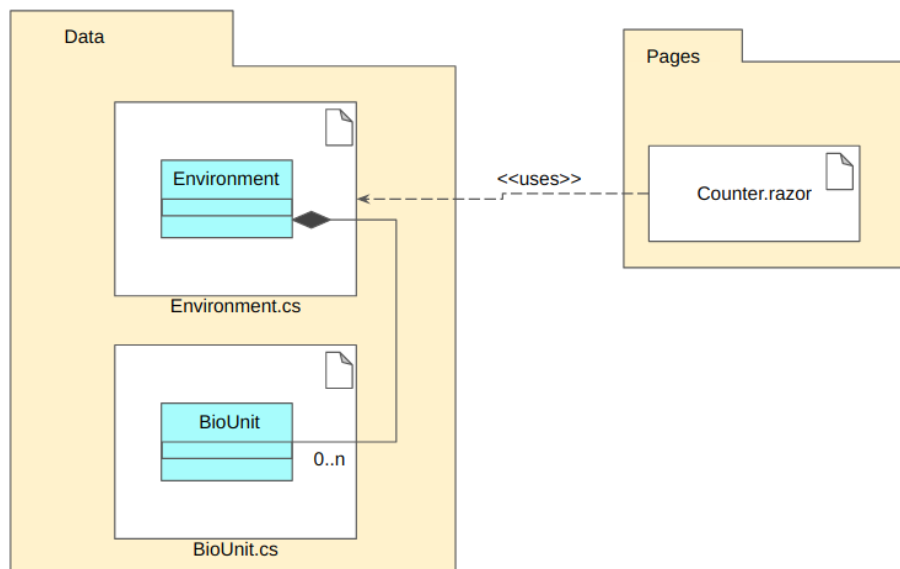 Data
Pages
Environment
<<uses>>
Counter.razor
Environment.cs
BioUnit
0..n
BioUnit.cs